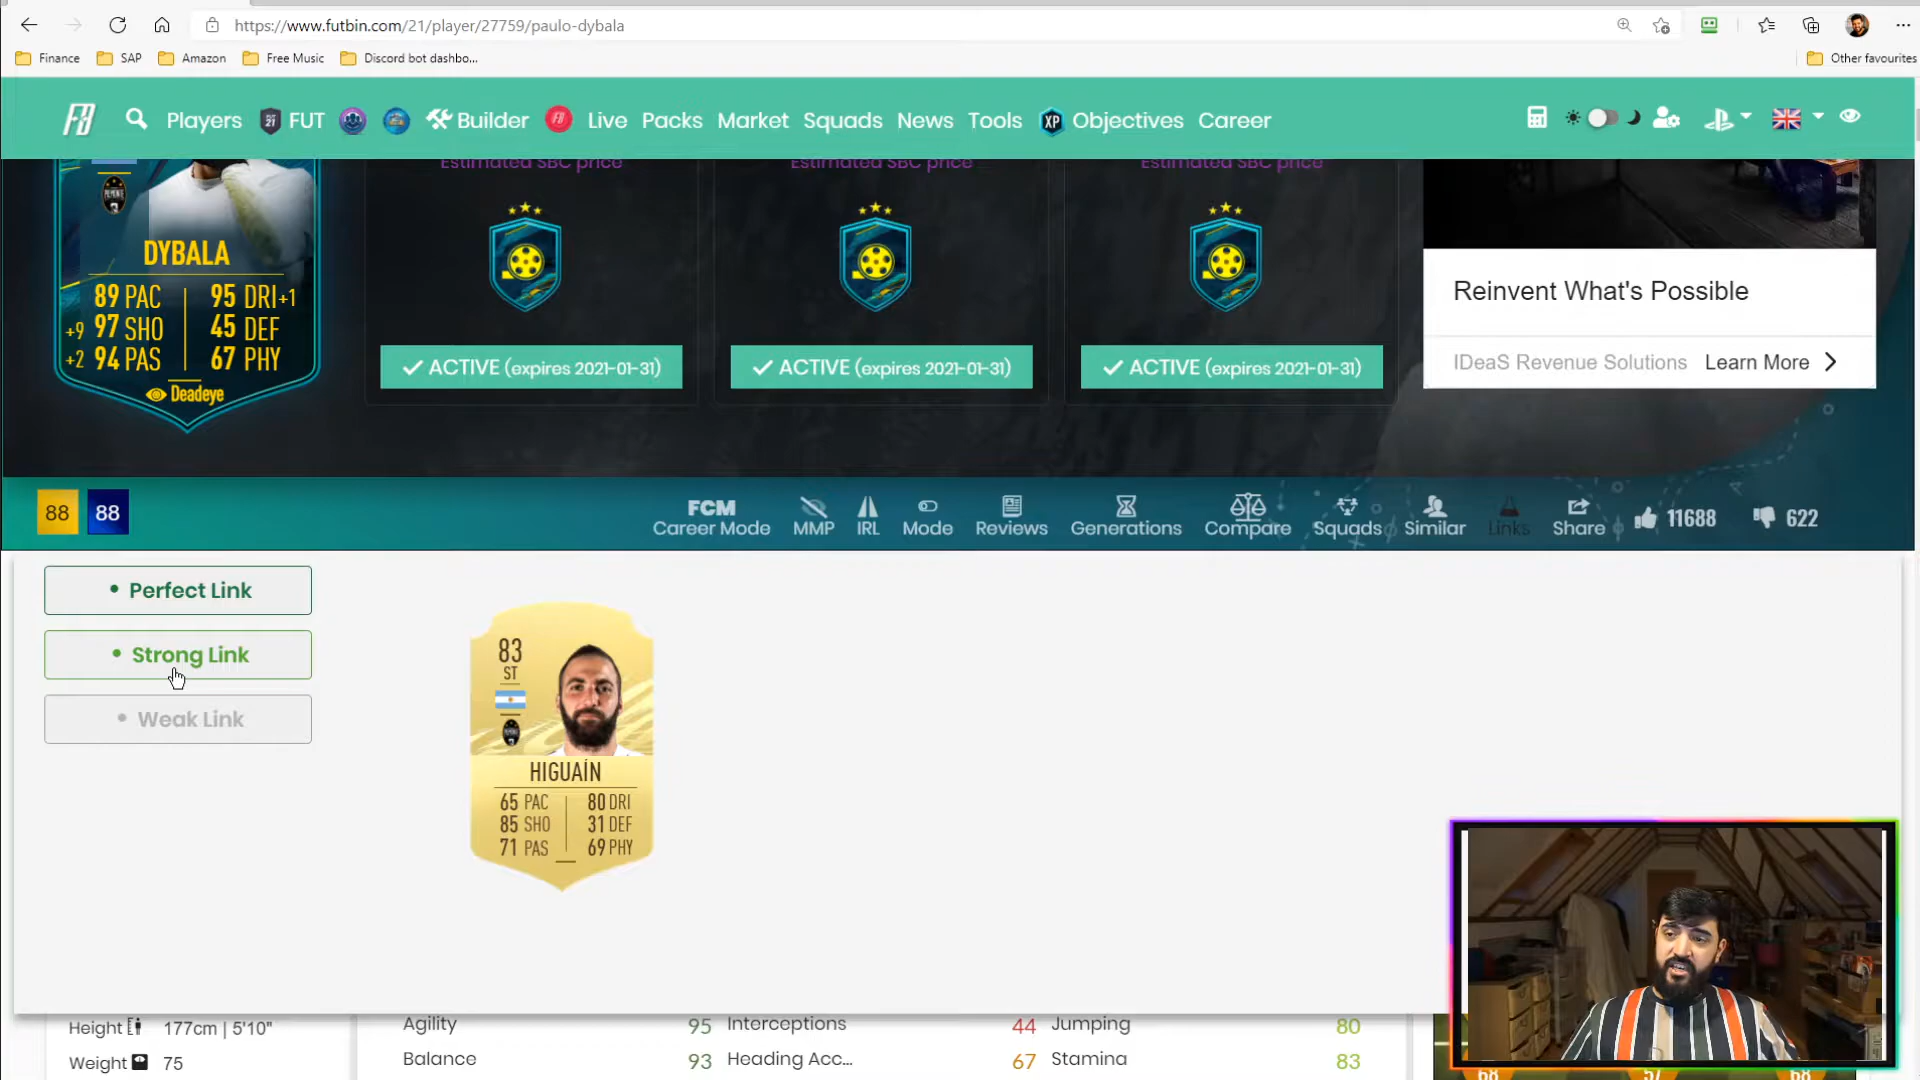 https://www.futbin.com/21/player/27759/paulo-dybala
Finance SAP Amazon Free Music Discord bot dashbo... Other favourites
Players FUT Builder Live Packs Market Squads News Tools XP Objectives Career
Estimated SBC price Estimated SBC price Estimated SBC price
DYBALA
89 PAC 95 DRI+1
+9 97 SHO 45 DEF
+2 94 PAS 67 PHY
Deadeye
ACTIVE (expires 2021-01-31) ACTIVE (expires 2021-01-31) ACTIVE (expires 2021-01-31)
Reinvent What's Possible
IDeaS Revenue Solutions Learn More
88 88
FCM
Career Mode MMP IRL Mode Reviews Generations Compare Squads Similar Links Share 11688 622
Perfect Link
Strong Link
Weak Link
83
ST
HIGUAÍN
65 PAC 80 DRI
85 SHO 31 DEF
71 PAS 69 PHY
Height 177cm | 5'10"
Weight 75
Agility 95 Interceptions 44 Jumping 80
Balance 93 Heading Acc... 67 Stamina 83
68 57 68